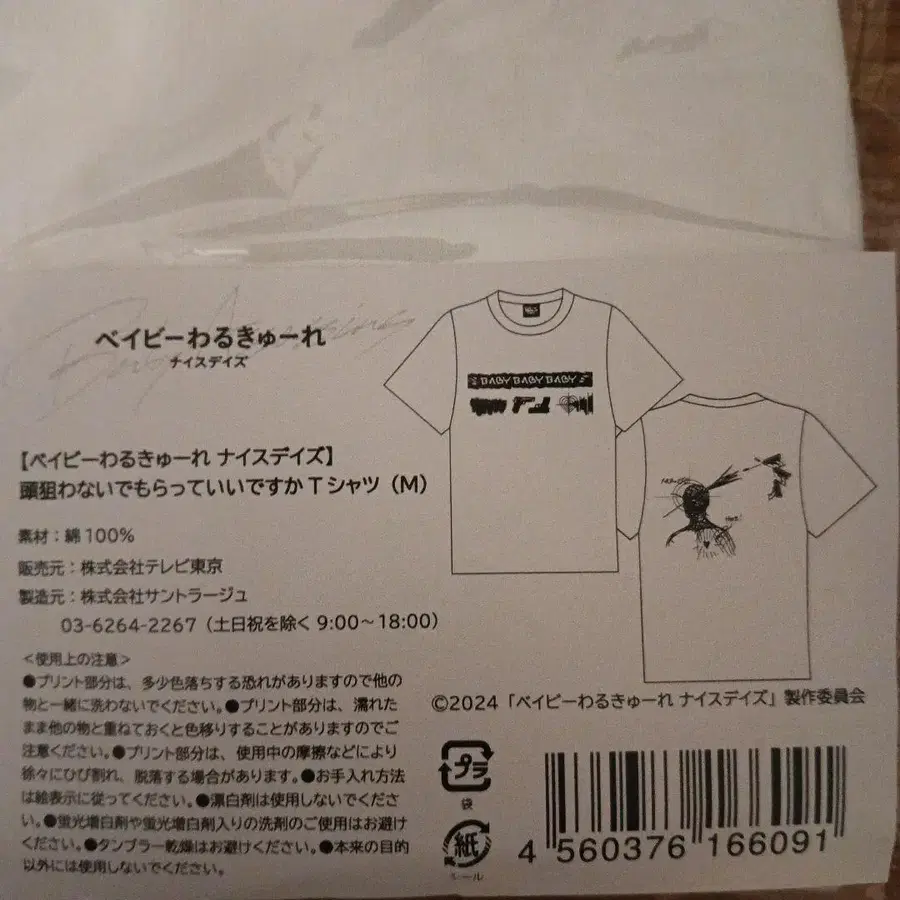 ベイビーわるきゅーれ
ナイスデイズ
【ベイビーわるきゅーれ ナイスデイズ】
頭狙わないでもらっていいですかTシャツ（M）
素材：綿100%
販売元：株式会社テレビ東京
製造元：株式会社サントラージュ
03-6264-2267（土日祝を除く 9:00～18:00）
＜使用上の注意＞
●プリント部分は、多少色落ちする恐れがありますので他の
物と一緒に洗わないでください。●プリント部分は、濡れた
まま他の物と重ねておくと色移りすることがありますのでご
注意ください。●プリント部分は、使用中の摩擦などにより
徐々にひび割れ、脱落する場合があります。●お手入れ方法
は絵表示に従ってください。●漂白剤は使用しないでくださ
い。●蛍光増白剤や蛍光増白剤入りの洗剤のご使用はお避け
ください。●タンブラー乾燥はお避けください。●本来の目的
以外には使用しないでください。
BABY BABY BABY
©2024「ベイビーわるきゅーれ ナイスデイズ」製作委員会
プラ
袋
紙
シール
4 560376 166091